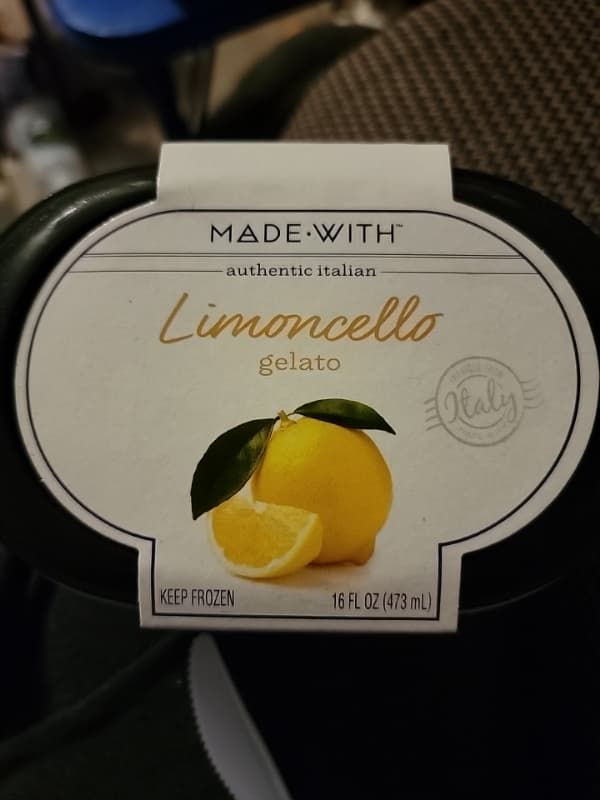 MADE·WITH™
authentic italian
Limoncello
gelato
Italy
KEEP FROZEN
16 FL OZ (473 mL)